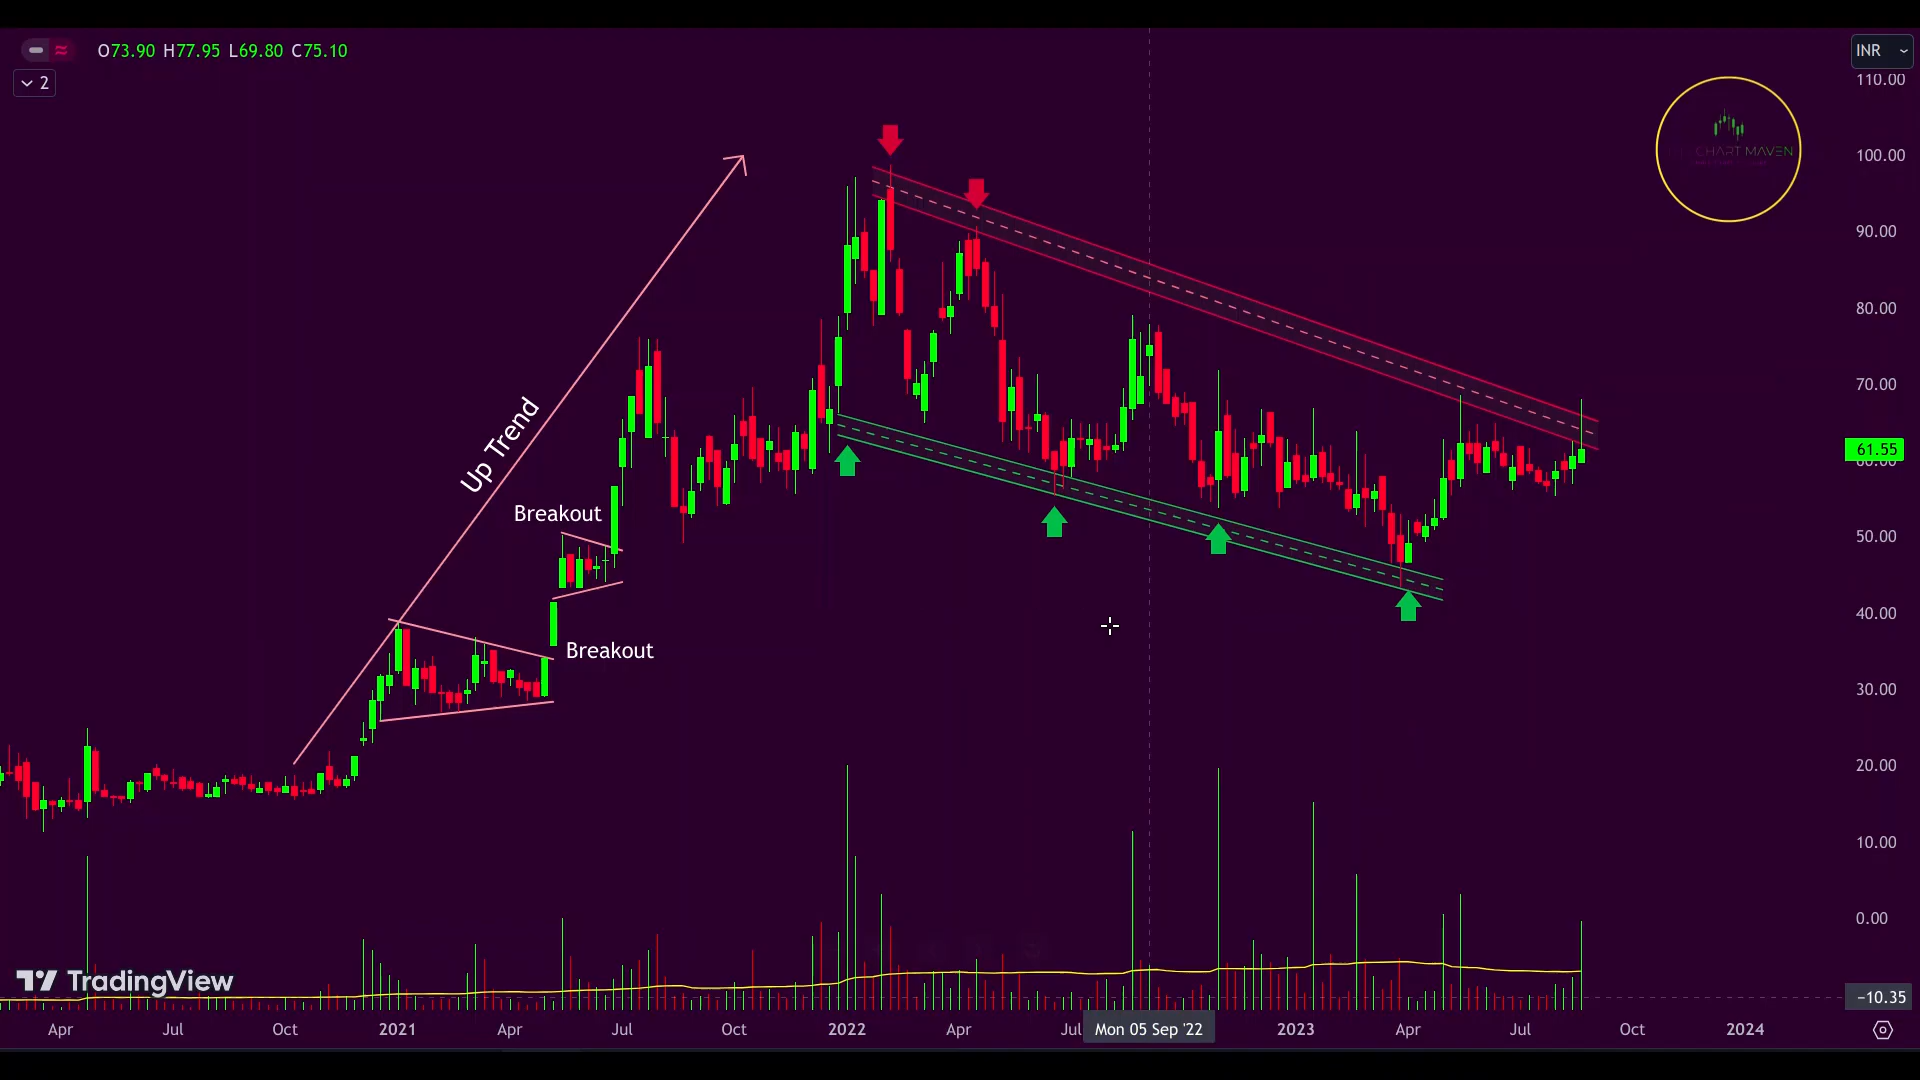 O73.90 H77.95 L69.80 C75.10
INR
2
110.00
CHART MAVEN
100.00
90.00
80.00
70.00
Up Trend
61.55
60.00
Breakout
50.00
40.00
Breakout
30.00
20.00
10.00
0.00
TradingView
−10.35
Apr Jul Oct 2021 Apr Jul Oct 2022 Apr Jul Mon 05 Sep '22 2023 Apr Jul Oct 2024